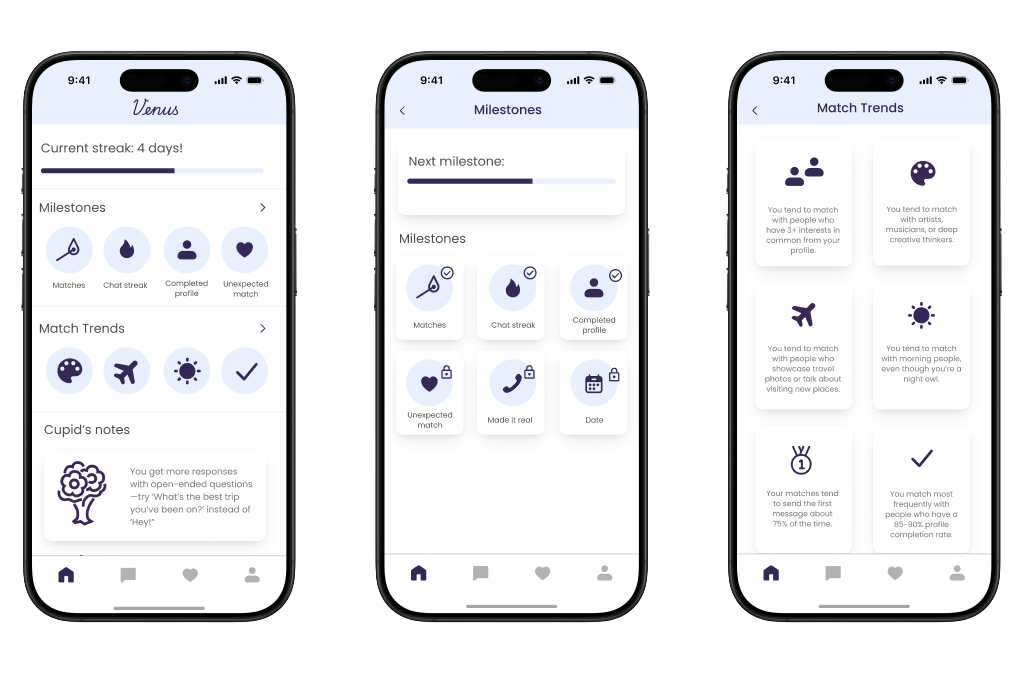 9:41
Venus
Current streak: 4 days!
Milestones
Matches
Chat streak
Completed
profile
Unexpected
match
Match Trends
Cupid's notes
You get more responses
with open-ended questions
—try 'What's the best trip
you've been on?' instead of
'Hey!"
9:41
Milestones
Next milestone:
Milestones
Matches
Chat streak
Completed
profile
Unexpected
match
Made it real
Date
9:41
Match Trends
You tend to match
with people who
have 3+ interests in
common from your
profile.
You tend to match
with artists,
musicians, or deep
creative thinkers.
You tend to match
with people who
showcase travel
photos or talk about
visiting new places.
You tend to match
with morning people,
even though you're a
night owl.
1
Your matches tend
to send the first
message about
75% of the time.
You match most
frequently with
people who have a
85-90% profile
completion rate.